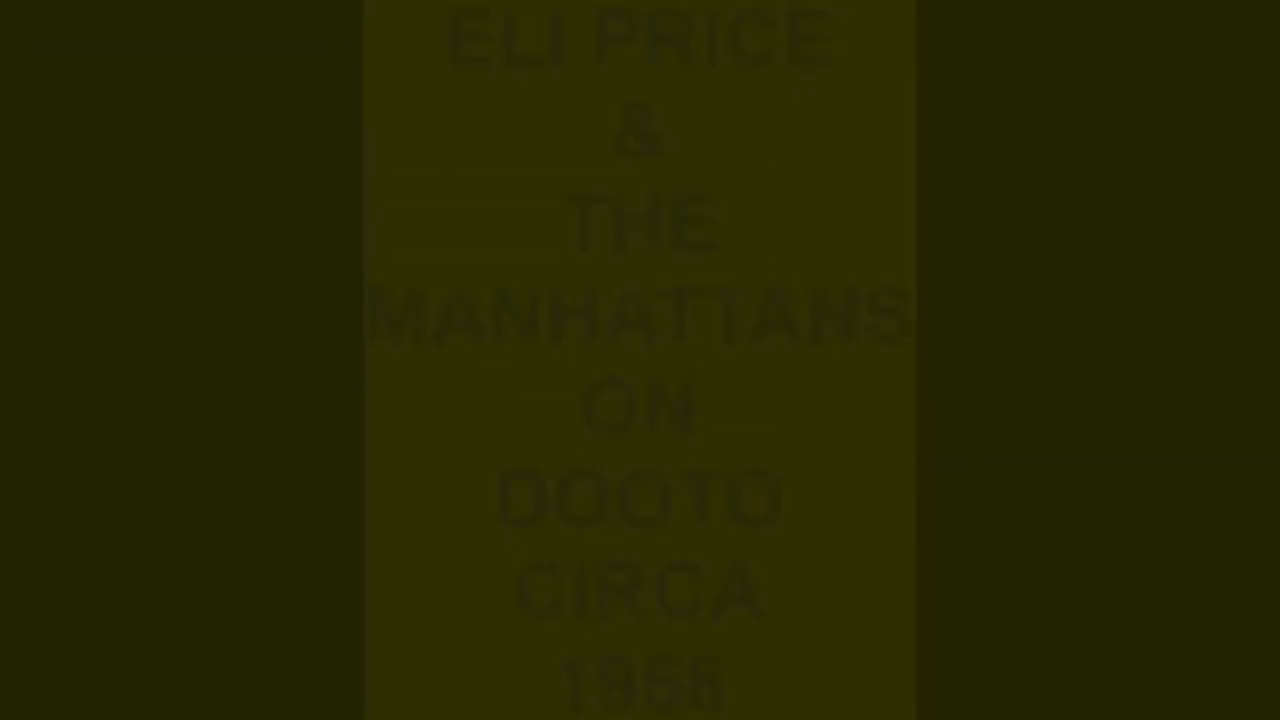 ELI PRICE
&
THE
MANHATTANS
ON
DOOTO
CIRCA